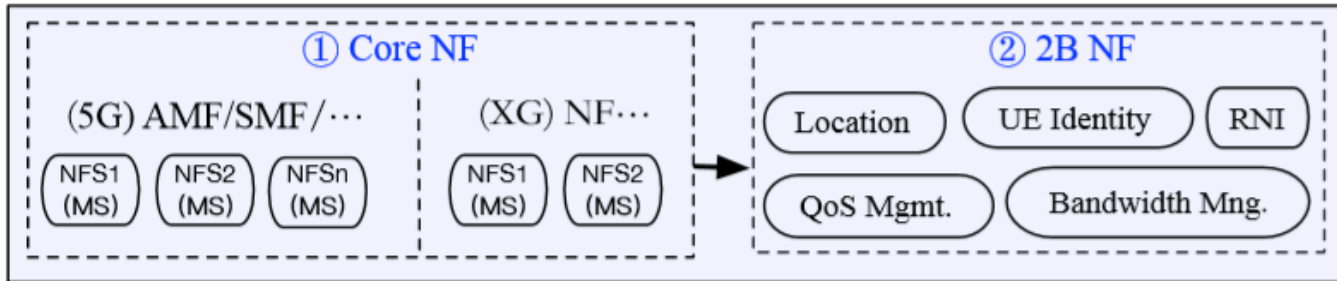 ① Core NF
(5G) AMF/SMF/⋯
NFS1
(MS)
NFS2
(MS)
NFSn
(MS)
(XG) NF⋯
NFS1
(MS)
NFS2
(MS)
② 2B NF
Location
UE Identity
RNI
QoS Mgmt.
Bandwidth Mng.